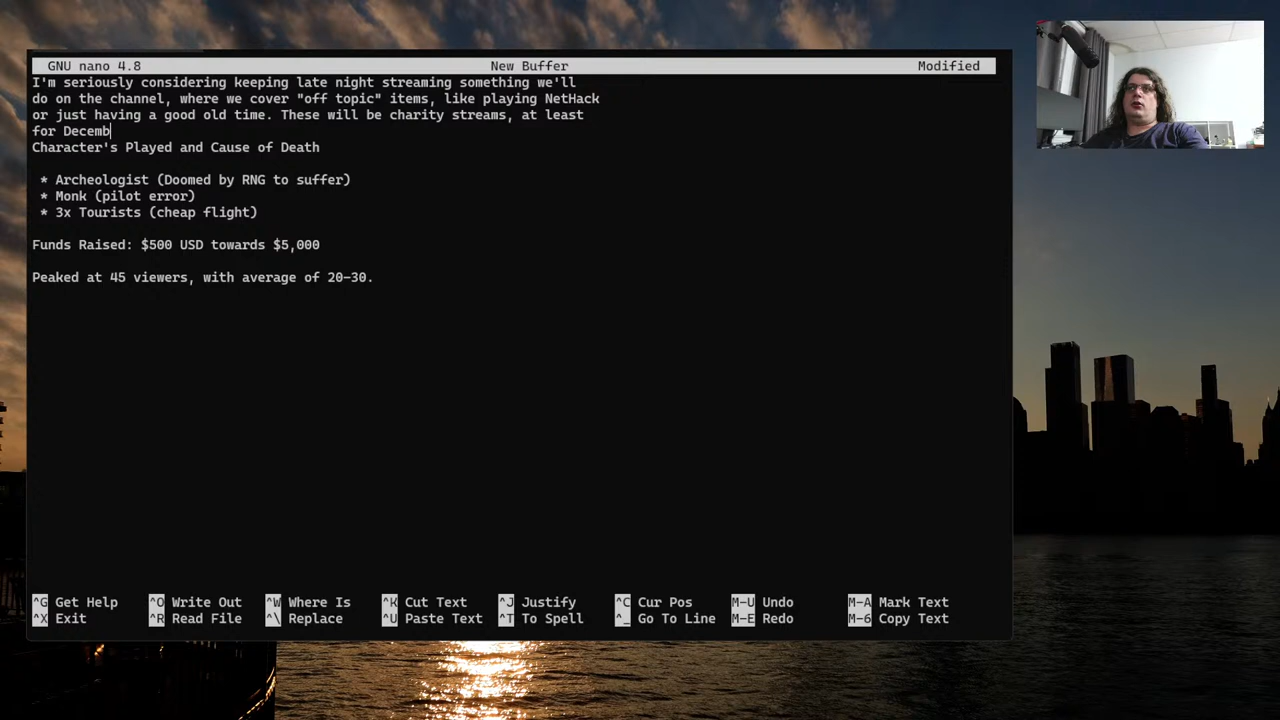 GNU nano 4.8 New Buffer Modified
I'm seriously considering keeping late night streaming something we'll
do on the channel, where we cover "off topic" items, like playing NetHack
or just having a good old time. These will be charity streams, at least
for Decemb
Character's Played and Cause of Death
* Archeologist (Doomed by RNG to suffer)
* Monk (pilot error)
* 3x Tourists (cheap flight)
Funds Raised: $500 USD towards $5,000
Peaked at 45 viewers, with average of 20-30.
^G Get Help ^O Write Out ^W Where Is ^K Cut Text ^J Justify ^C Cur Pos M-U Undo M-A Mark Text
^X Exit ^R Read File ^\ Replace ^U Paste Text ^T To Spell ^_ Go To Line M-E Redo M-6 Copy Text